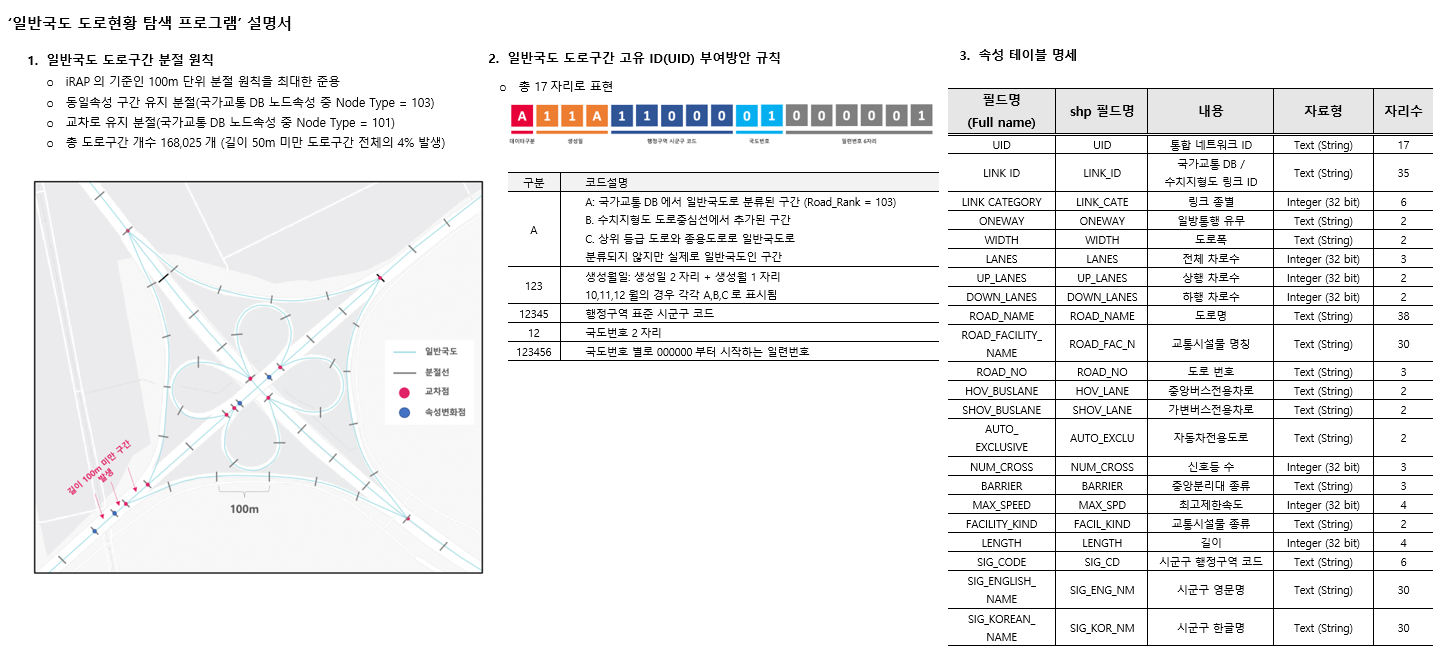 ‘일반국도 도로현황 탐색 프로그램’ 설명서
1. 일반국도 도로구간 분절 원칙
o iRAP 의 기준인 100m 단위 분절 원칙을 최대한 준용
o 동일속성 구간 유지 분절(국가교통 DB 노드속성 중 Node Type = 103)
o 교차로 유지 분절(국가교통 DB 노드속성 중 Node Type = 101)
o 총 도로구간 개수 168,025 개 (길이 50m 미만 도로구간 전체의 4% 발생)
일반국도
분절선
교차점
속성변화점
길이 100m 미만 구간
발생
100m
2. 일반국도 도로구간 고유 ID(UID) 부여방안 규칙
o 총 17 자리로 표현
A 1 1 A 1 1 0 0 0 0 1 0 0 0 0 0 1
데이터구분 생성일 행정구역 시군구 코드 국도번호 일련번호 6자리
구분 코드설명
A: 국가교통 DB 에서 일반국도로 분류된 구간 (Road_Rank = 103)
B. 수치지형도 도로중심선에서 추가된 구간
A
C. 상위 등급 도로와 종용도로로 일반국도로
분류되지 않지만 실제로 일반국도인 구간
123 생성월일: 생성일 2 자리 + 생성월 1 자리
10,11,12 월의 경우 각각 A,B,C 로 표시됨
12345 행정구역 표준 시군구 코드
12 국도번호 2 자리
123456 국도번호 별로 000000 부터 시작하는 일련번호
3. 속성 테이블 명세
필드명
(Full name) shp 필드명 내용 자료형 자리수
UID UID 통합 네트워크 ID Text (String) 17
LINK ID LINK_ID 국가교통 DB /
수치지형도 링크 ID Text (String) 35
LINK CATEGORY LINK_CATE 링크 종별 Integer (32 bit) 6
ONEWAY ONEWAY 일방통행 유무 Text (String) 2
WIDTH WIDTH 도로폭 Text (String) 2
LANES LANES 전체 차로수 Integer (32 bit) 3
UP_LANES UP_LANES 상행 차로수 Integer (32 bit) 2
DOWN_LANES DOWN_LANES 하행 차로수 Integer (32 bit) 2
ROAD_NAME ROAD_NAME 도로명 Text (String) 38
ROAD_FACILITY_
NAME ROAD_FAC_N 교통시설물 명칭 Text (String) 30
ROAD_NO ROAD_NO 도로 번호 Text (String) 3
HOV_BUSLANE HOV_LANE 중앙버스전용차로 Text (String) 2
SHOV_BUSLANE SHOV_LANE 가변버스전용차로 Text (String) 2
AUTO_
EXCLUSIVE AUTO_EXCLU 자동차전용도로 Text (String) 2
NUM_CROSS NUM_CROSS 신호등 수 Integer (32 bit) 3
BARRIER BARRIER 중앙분리대 종류 Text (String) 3
MAX_SPEED MAX_SPD 최고제한속도 Integer (32 bit) 4
FACILITY_KIND FACIL_KIND 교통시설물 종류 Text (String) 2
LENGTH LENGTH 길이 Integer (32 bit) 4
SIG_CODE SIG_CD 시군구 행정구역 코드 Text (String) 6
SIG_ENGLISH_
NAME SIG_ENG_NM 시군구 영문명 Text (String) 30
SIG_KOREAN_
NAME SIG_KOR_NM 시군구 한글명 Text (String) 30